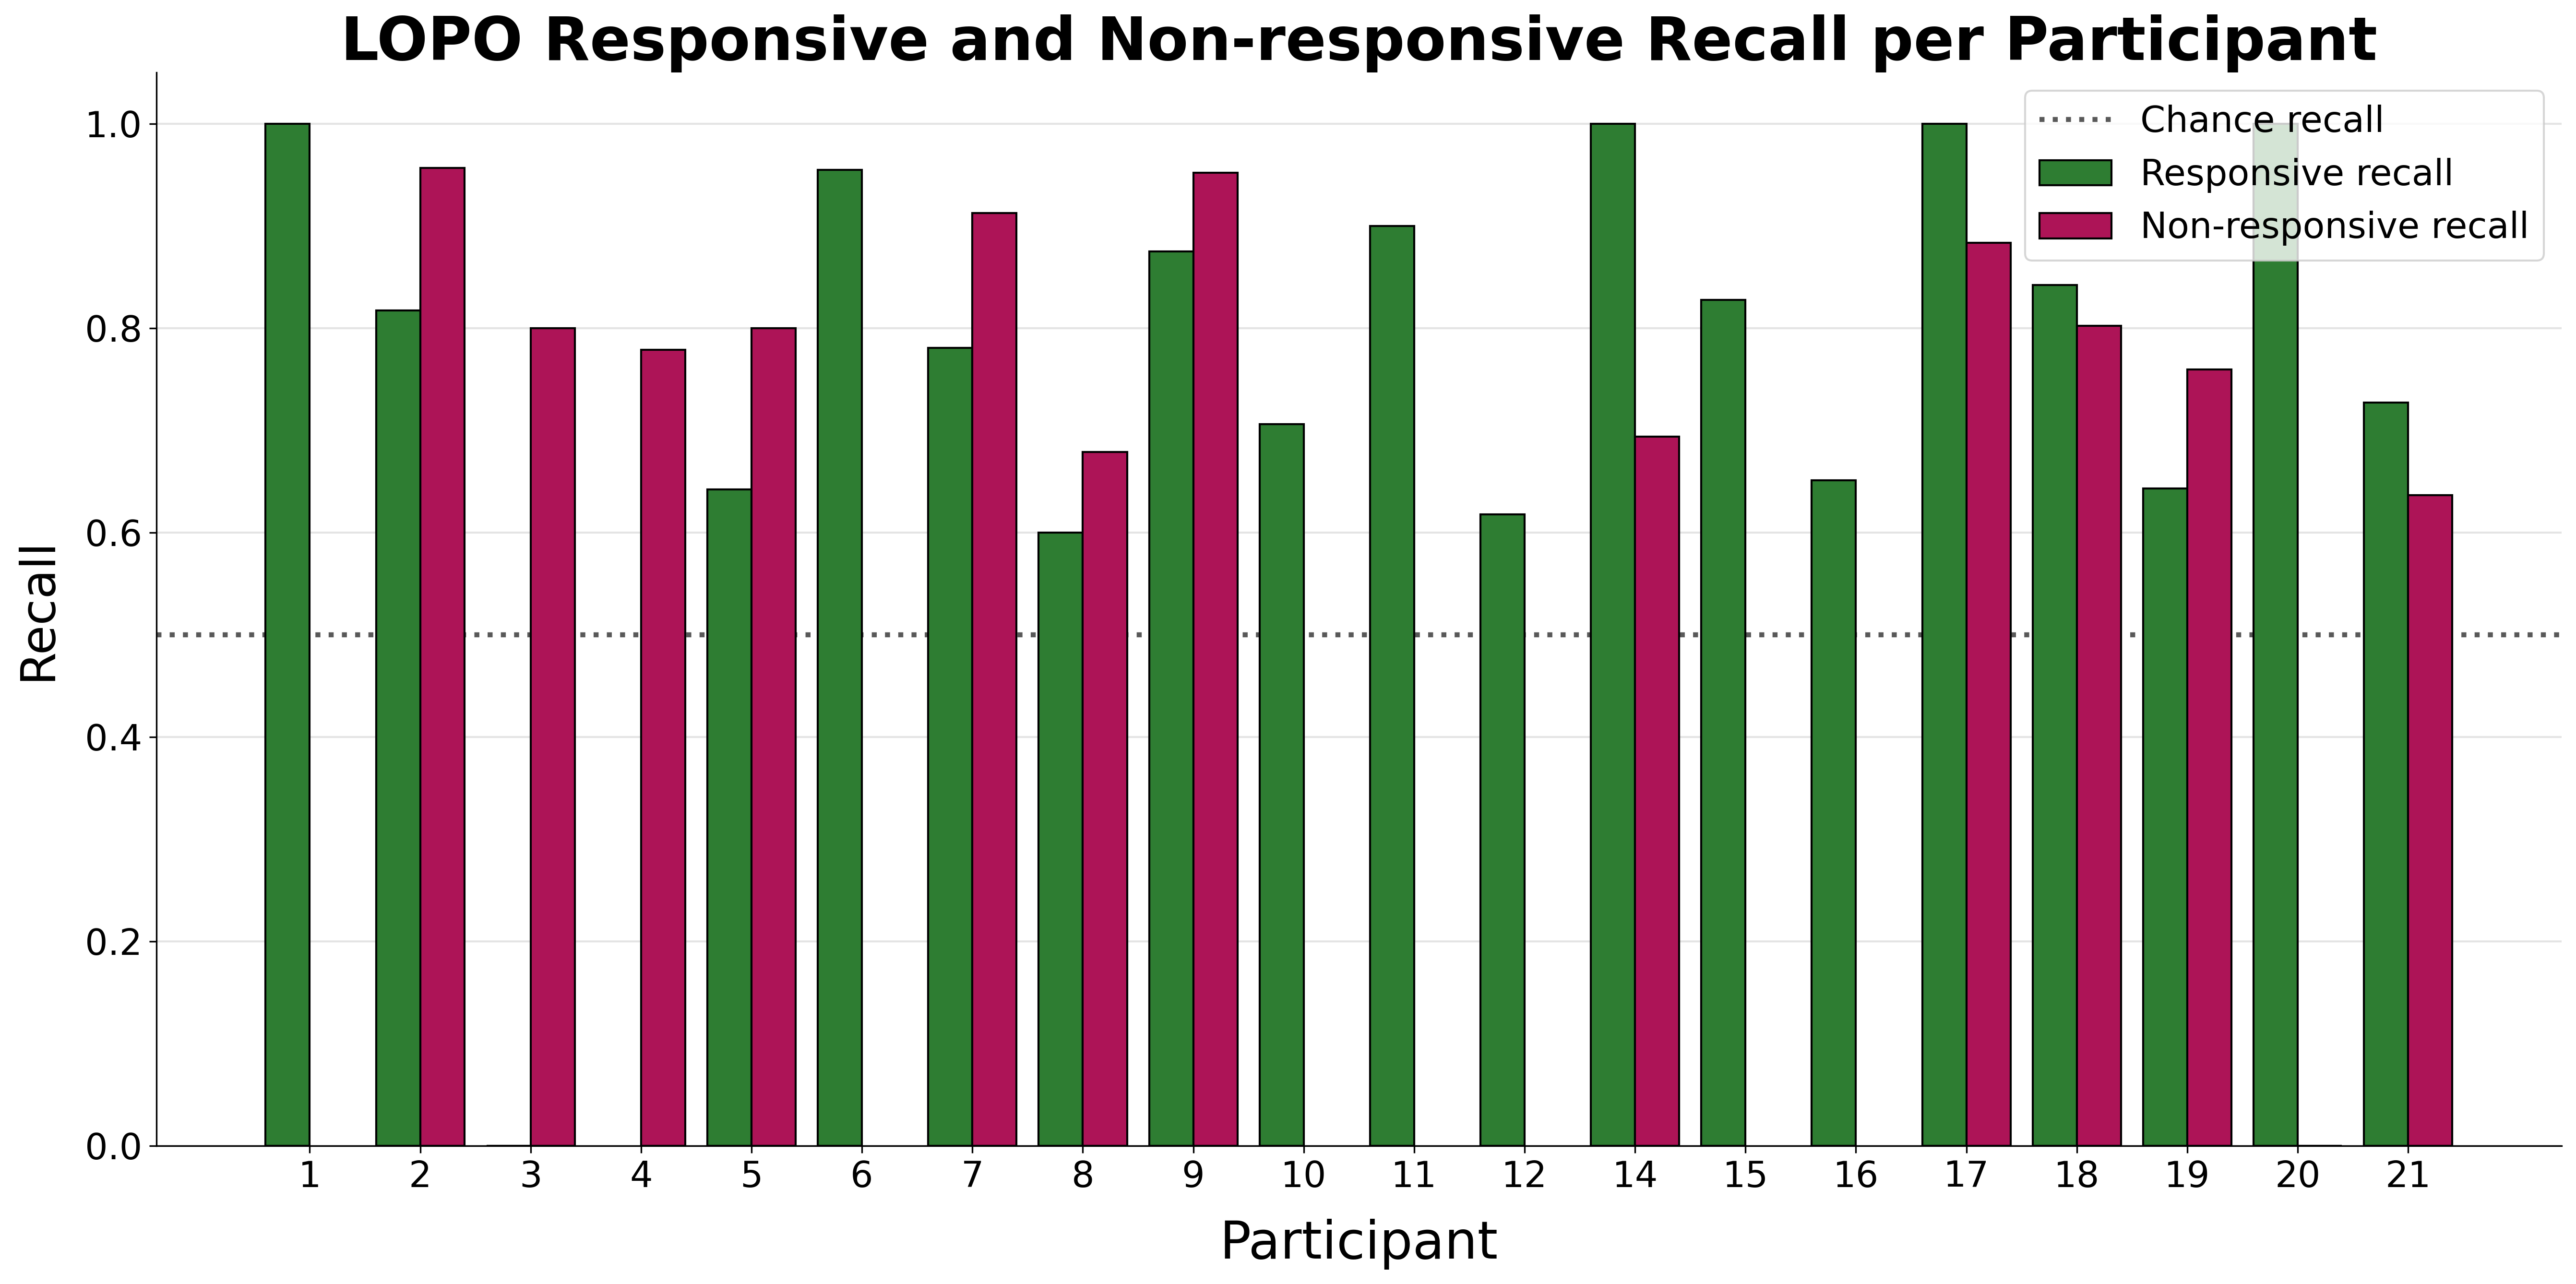 LOPO Responsive and Non-responsive Recall per Participant
Chance recall
Responsive recall
Non-responsive recall
Recall
1.0
0.8
0.6
0.4
0.2
0.0
1 2 3 4 5 6 7 8 9 10 11 12 14 15 16 17 18 19 20 21
Participant